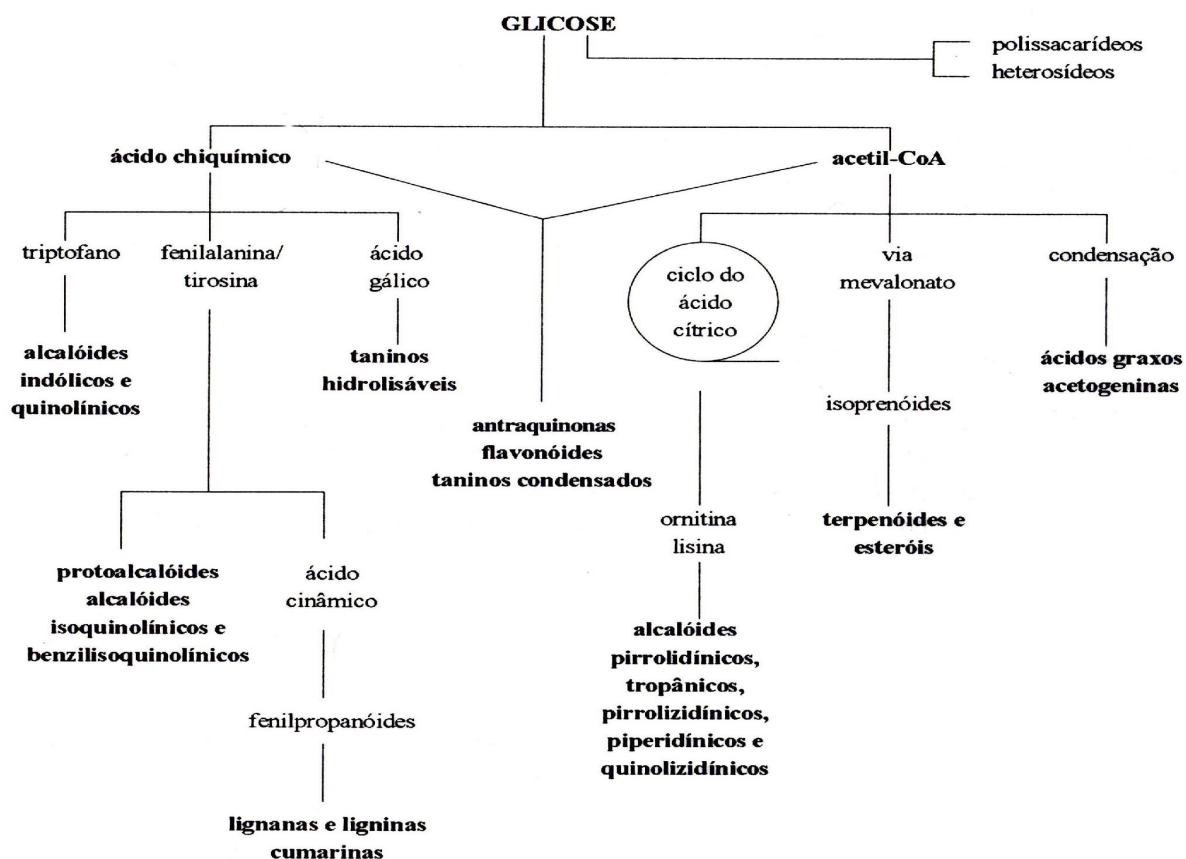 GLICOSE
polissacarídeos
heterosídeos
ácido chiquímico
acetil-CoA
triptofano
fenilalanina/
tirosina
ácido
gálico
ciclo do
ácido
cítrico
via
mevalonato
condensação
alcalóides
indólicos e
quinolínicos
taninos
hidrolisáveis
antraquinonas
flavonóides
taninos condensados
isoprenóides
ácidos graxos
acetogeninas
ornitina
lisina
terpenóides e
esteróis
protoalcalóides
alcalóides
isoquinolínicos e
benzilisoquinolínicos
ácido
cinâmico
alcalóides
pirrolidínicos,
tropânicos,
pirrolizidínicos,
piperidínicos e
quinolizidínicos
fenilpropanóides
lignanas e ligninas
cumarinas